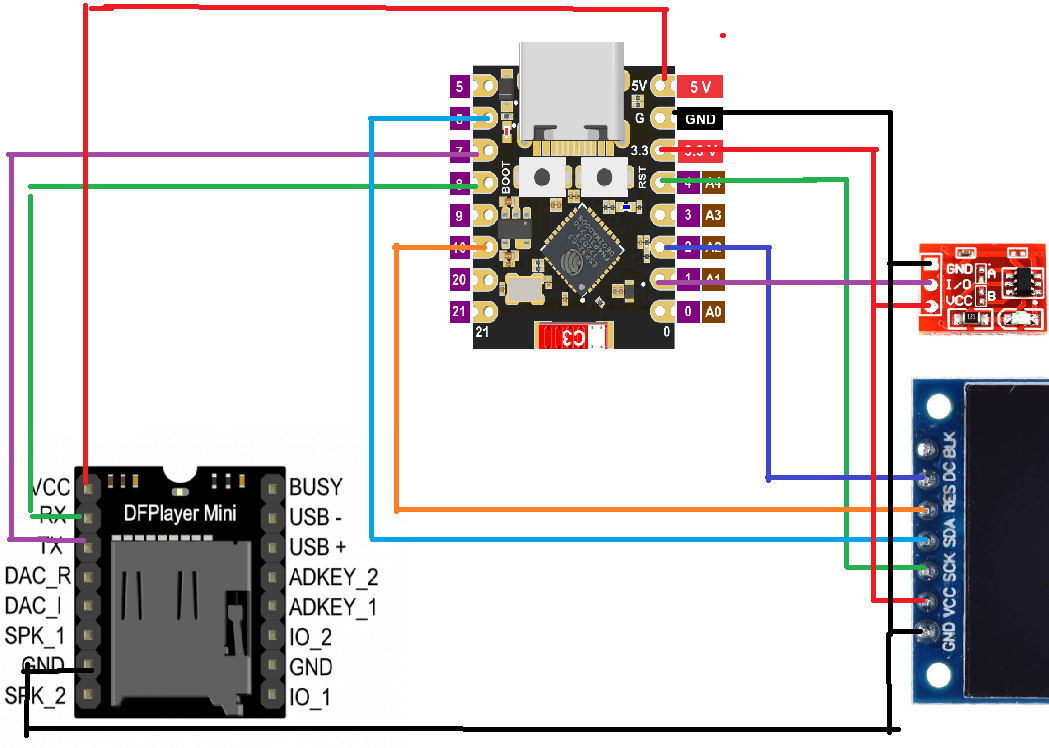 5
5V
5 V
6
G
GND
7
3.3
3.3 V
8
BOOT
RST
4
A4
9
3
A3
10
2
A2
20
1
A1
21
0
A0
21
C3
0
GND
A
I/O
VCC
B
121
BLK
DC
RES
SDA
SCK
VCC
GND
VCC
BUSY
RX
DFPlayer Mini
USB -
TX
USB +
DAC_R
ADKEY_2
DAC_I
ADKEY_1
SPK_1
IO_2
GND
GND
SPK_2
IO_1